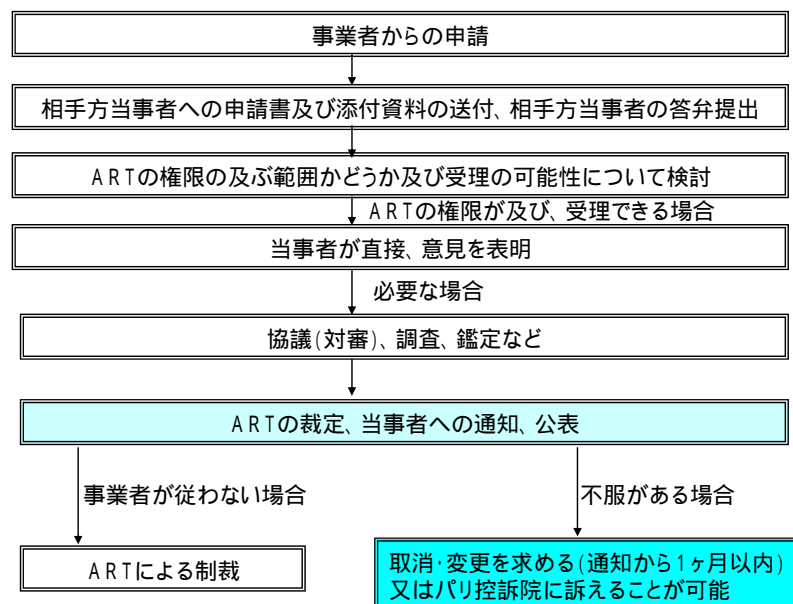 事業者からの申請
相手方当事者への申請書及び添付資料の送付、相手方当事者の答弁提出
ARTの権限の及ぶ範囲かどうか及び受理の可能性について検討
ARTの権限が及び、受理できる場合
当事者が直接、意見を表明
必要な場合
協議(対審)、調査、鑑定など
ARTの裁定、当事者への通知、公表
事業者が従わない場合
不服がある場合
ARTによる制裁
取消・変更を求める(通知から1ヶ月以内)
又はパリ控訴院に訴えることが可能